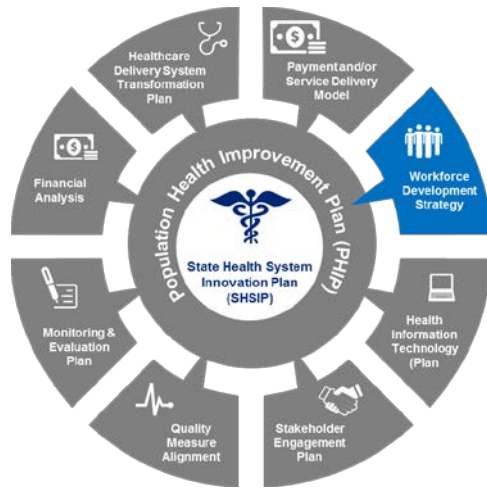 Healthcare
Delivery System
Transformation
Plan
Payment and/or
Service Delivery
Model
Workforce
Development
Strategy
Health
Information
Technology
(Plan
Stakeholder
Engagement
Plan
Quality
Measure
Alignment
Monitoring &
Evaluation
Plan
Financial
Analysis
Population Health Improvement Plan (PHIP)
State Health System
Innovation Plan
(SHSIP)